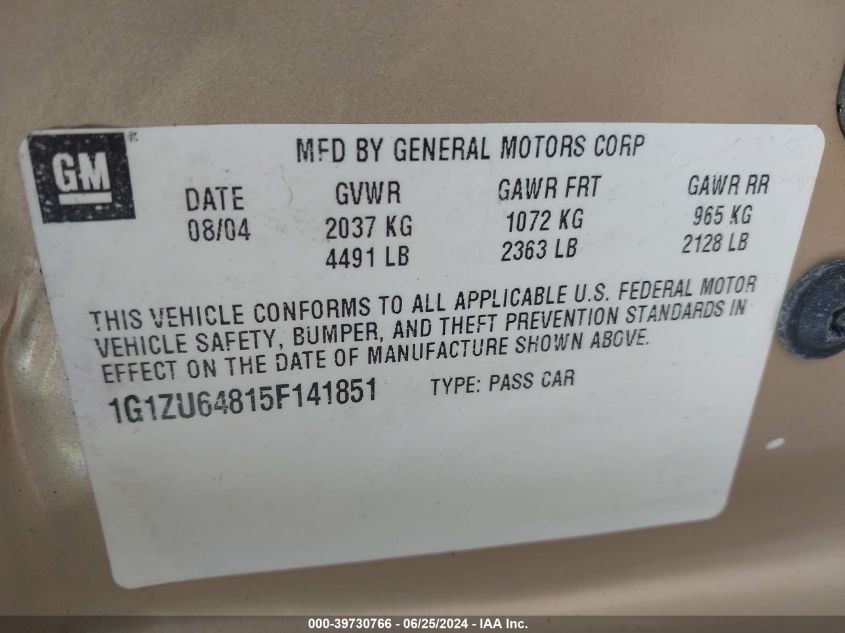 GM
MFD BY GENERAL MOTORS CORP
DATE GVWR GAWR FRT GAWR RR
08/04 2037 KG 1072 KG 965 KG
4491 LB 2363 LB 2128 LB
THIS VEHICLE CONFORMS TO ALL APPLICABLE U.S. FEDERAL MOTOR
VEHICLE SAFETY, BUMPER, AND THEFT PREVENTION STANDARDS IN
EFFECT ON THE DATE OF MANUFACTURE SHOWN ABOVE.
1G1ZU64815F141851 TYPE: PASS CAR
000-39730766 - 06/25/2024 - IAA Inc.